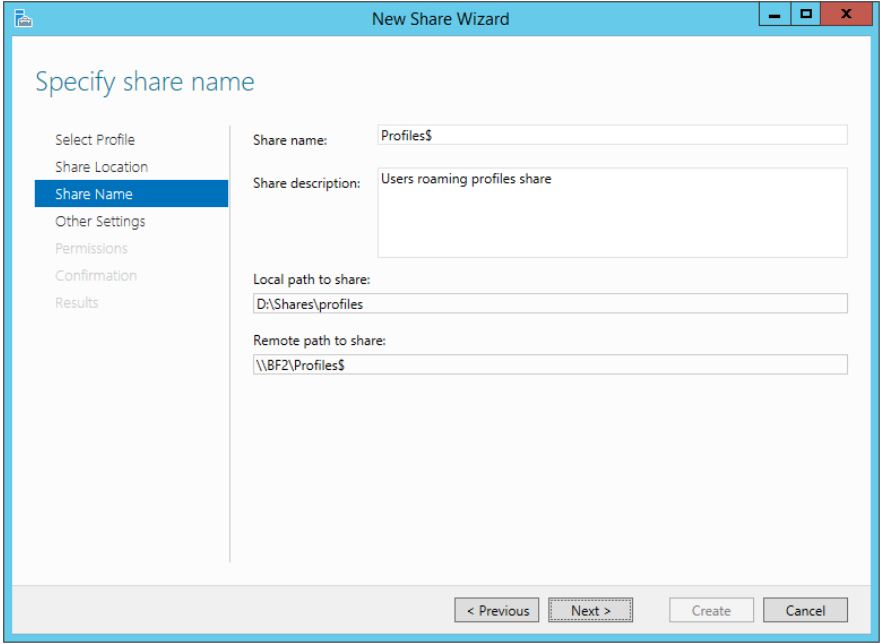 New Share Wizard
Specify share name
Select Profile
Share Location
Share Name
Other Settings
Permissions
Confirmation
Results
Share name:
Profiles$
Share description:
Users roaming profiles share
Local path to share:
D:\Shares\profiles
Remote path to share:
\\BF2\Profiles$
< Previous
Next >
Create
Cancel